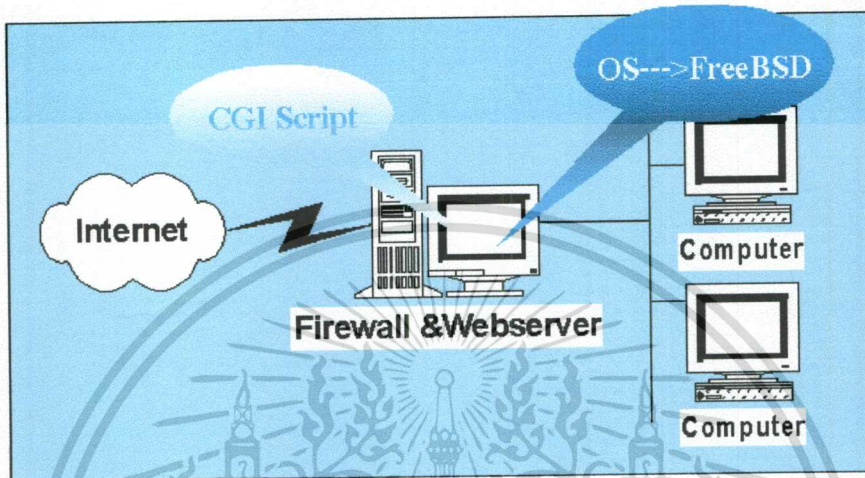 OS--->FreeBSD
CGI Script
Internet
Computer
Firewall &Webserver
Computer